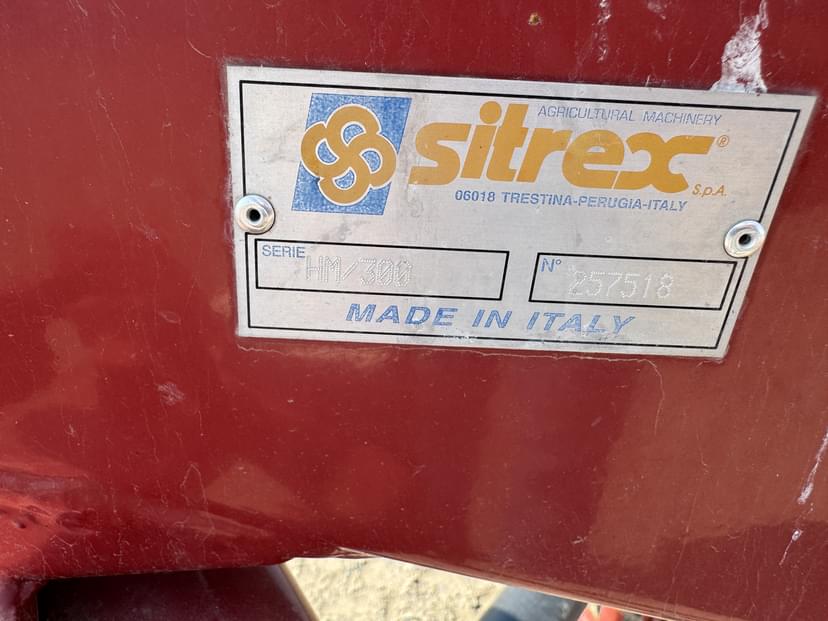 AGRICULTURAL MACHINERY
sitrex®
S.p.A.
06018 TRESTINA-PERUGIA-ITALY
SERIE HM/300
N° 257518
MADE IN ITALY